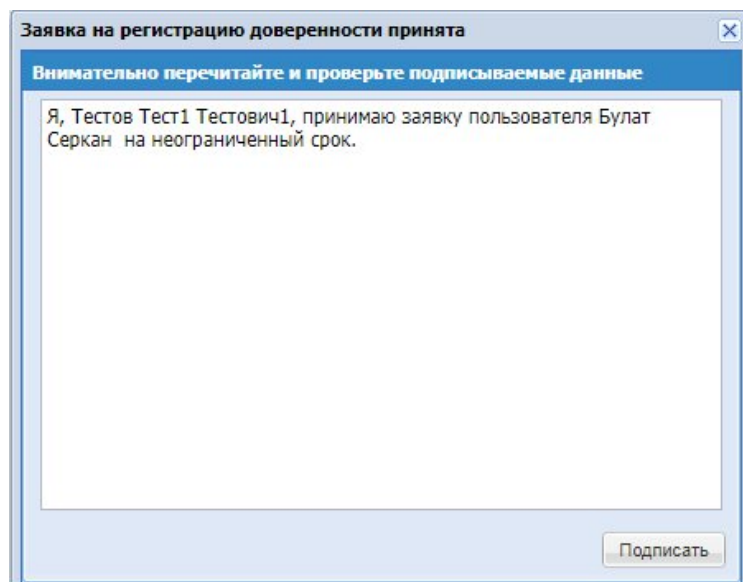 Заявка на регистрацию доверенности принята
Внимательно перечитайте и проверьте подписываемые данные
Я, Тестов Тест1 Тестович1, принимаю заявку пользователя Булат
Серкан  на неограниченный срок.
Подписать